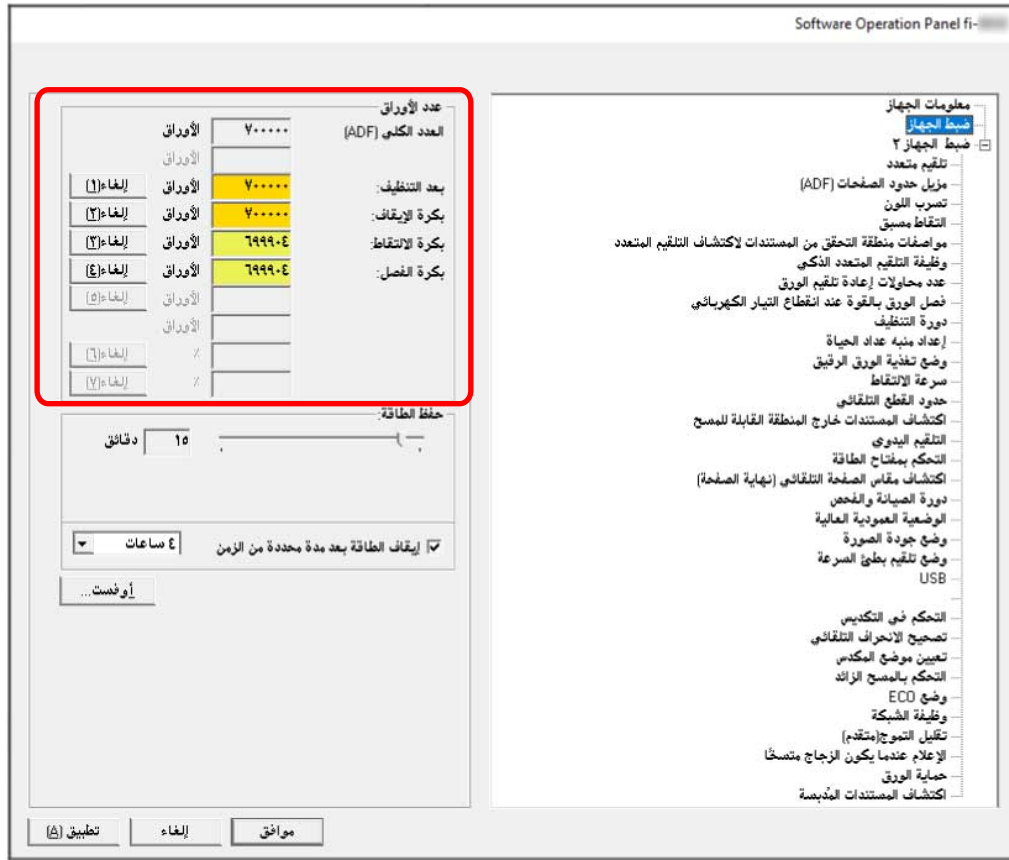 Software Operation Panel fi-
معلومات الجهاز
ضبط الجهاز
ضبط الجهاز ٢
تلقيم متعدد
مزيل حدود الصفحات (ADF)
تصرب اللون
التقاط مصبق
مواصفات منطقة التحقق من المستندات لاكتشاف التلقيم المتعدد
وظيفة التلقيم المتعدد الذكي
عدد محاولات إعادة تلقيم الورق
فصل الورق بالقوة عند انقطاع التيار الكهربائي
دورة التنظيف
إعداد منبه عداد الحياة
وضع تغذية الورق الرقيق
سرعة الالتقاط
حدود القطع التلقائي
اكتشاف المستندات خارج المنطقة القابلة للمسح
التلقيم اليدوي
التحكم بمفتاح الطاقة
اكتشاف مقاس الصفحة التلقائي (نهاية الصفحة)
دورة الصيانة والفحص
الوضعية العمودية العالية
وضع جودة الصورة
وضع تلقيم بطئ السرعة
USB
التحكم في التكديس
تصحيح الانحراف التلقائي
تعيين موضع المكدس
التحكم بالمسح الزائد
وضع ECO
وظيفة الشبكة
تقليل التموج(متقدم)
الإعلام عندما يكون الزجاج متسخًا
حماية الورق
اكتشاف المستندات المُدبسة
عدد الأوراق
العدد الكلي (ADF) ٧٠٠٠٠٠ الأوراق
الأوراق
بعد التنظيف: ٧٠٠٠٠٠ الأوراق إلغاء(١)
بكرة الإيقاف: ٧٠٠٠٠٠ الأوراق إلغاء(٢)
بكرة الالتقاط: ٦٩٩٩٠٤ الأوراق إلغاء(٣)
بكرة الفصل: ٦٩٩٩٠٤ الأوراق إلغاء(٤)
الأوراق إلغاء(٥)
الأوراق
٪ إلغاء(٦)
٪ إلغاء(٧)
حفظ الطاقة:
١٥ دقائق
إيقاف الطاقة بعد مدة محددة من الزمن ٤ ساعات
أوفست...
موافق إلغاء تطبيق (A)